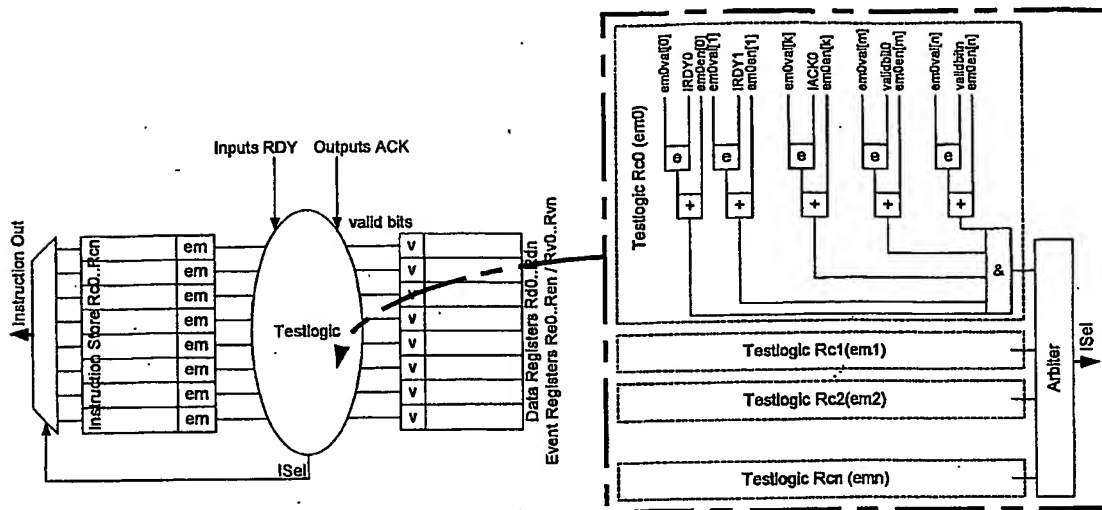 Inputs RDY
Outputs ACK
valid bits
Instruction Out
Instruction Store Rc0..Rcn
em
em
em
em
em
em
em
em
Testlogic
v
v
v
v
v
v
v
v
Data Registers Rd0..Rdn
Event Registers Re0..Ren / Rv0..Rvn
ISel
Testlogic Rc0 (em0)
em0val[0]
IRDY0
em0en[0]
em0val[1]
IRDY1
em0en[1]
em0val[k]
IACK0
em0en[k]
em0val[m]
validbit0
em0en[m]
em0val[n]
validbitn
em0en[n]
e
e
e
e
e
+
+
+
+
+
&
Testlogic Rc1(em1)
Testlogic Rc2(em2)
Testlogic Rcn (emn)
Arbiter
ISel